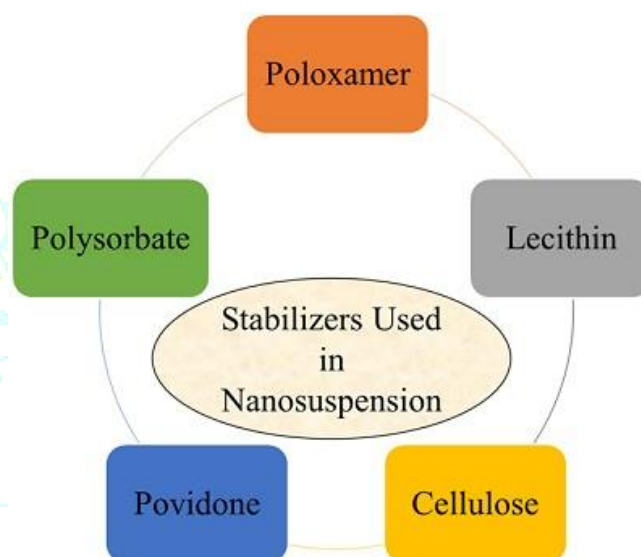 Poloxamer
Polysorbate
Lecithin
Stabilizers Used
in
Nanosuspension
Povidone
Cellulose